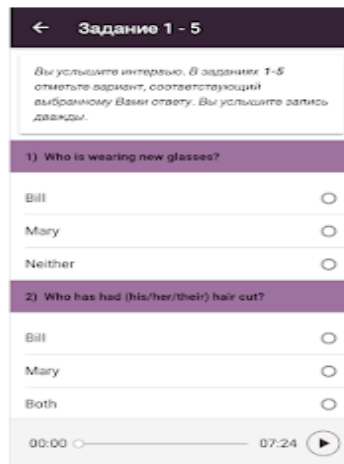 Задание 1 - 5
Вы услышите интервью. В заданиях 1-5
отметьте вариант, соответствующий
выбранному Вами ответу. Вы услышите запись
дважды.
1) Who is wearing new glasses?
Bill
Mary
Neither
2) Who has had (his/her/their) hair cut?
Bill
Mary
Both
00:00 07:24